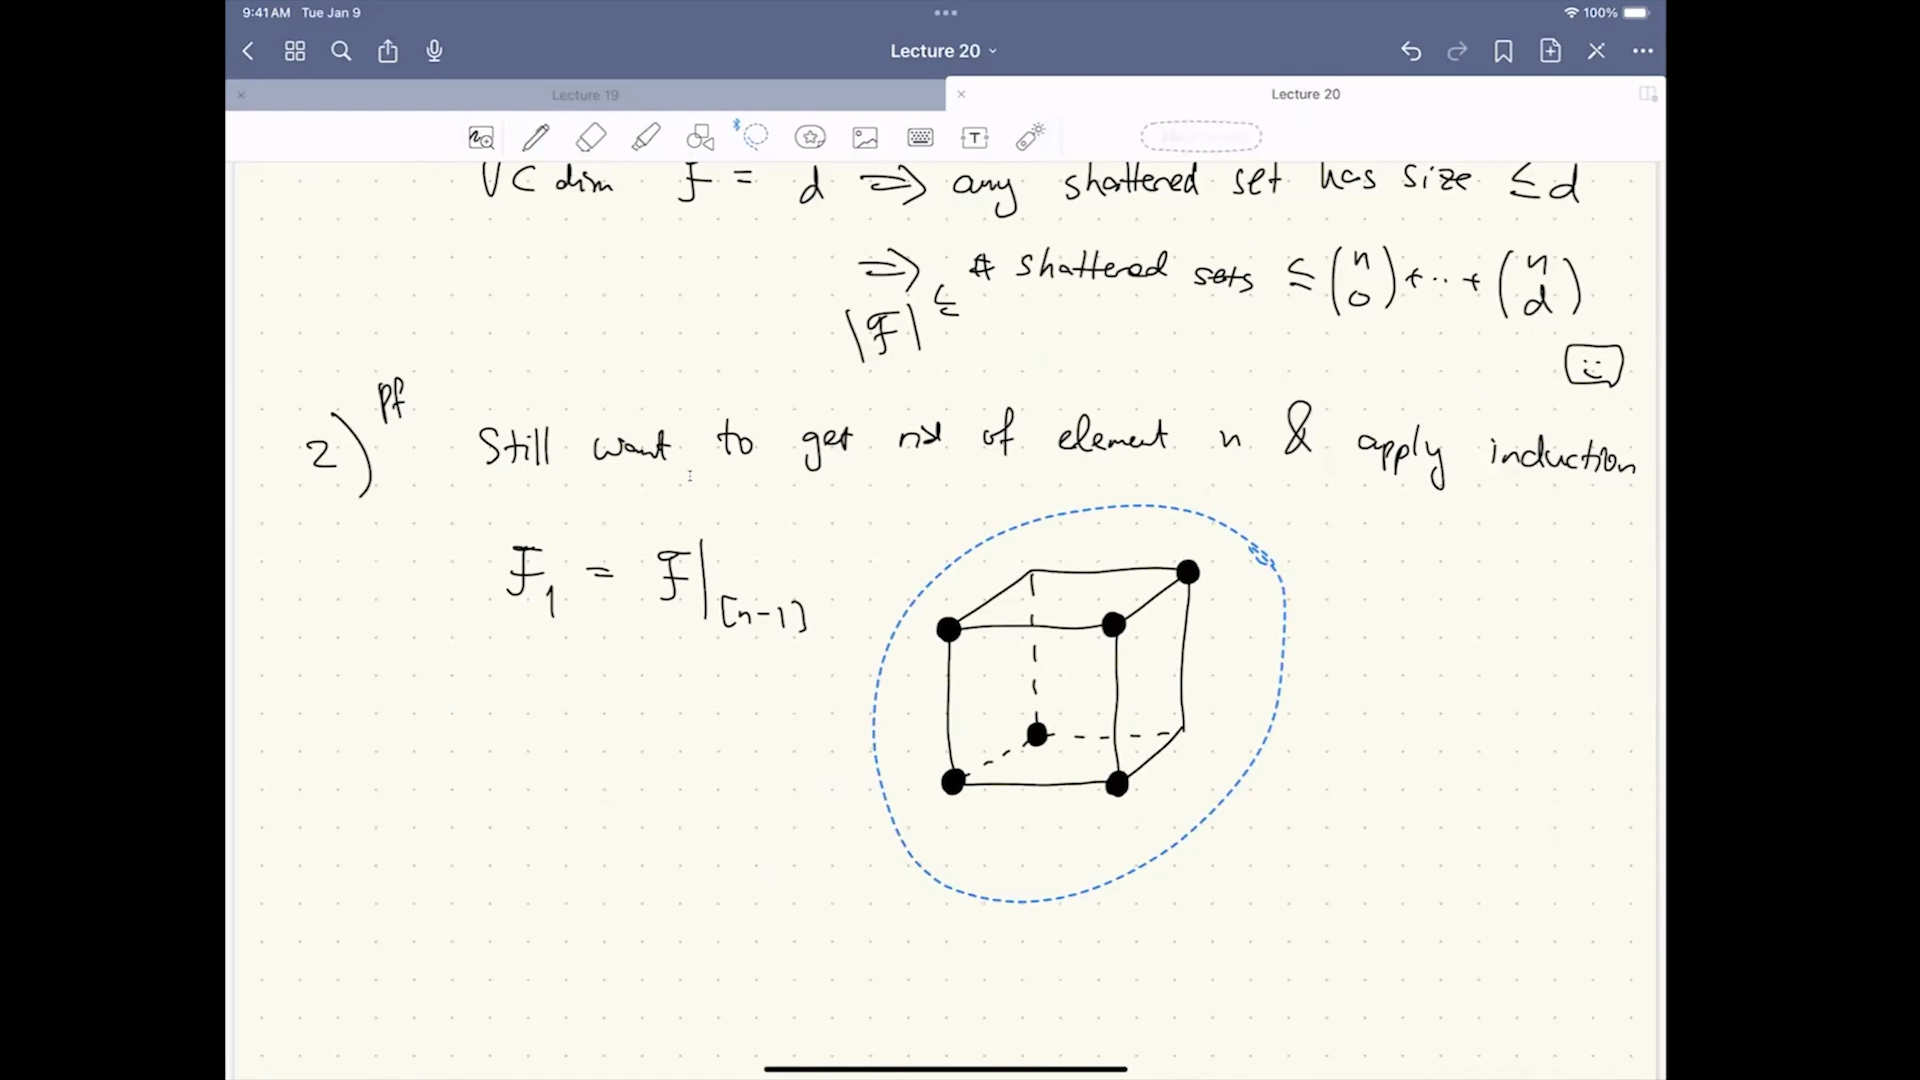 9:41 AM Tue Jan 9
100%
Lecture 20
Lecture 19
Lecture 20
VC dim F = d ⇒ any shattered set has size ≤ d
⇒ # shattered sets ≤ (n 0) + ... + (n d)
|F| ≤
2) pf Still want to get rid of element n & apply induction
F₁ = F|[n-1]